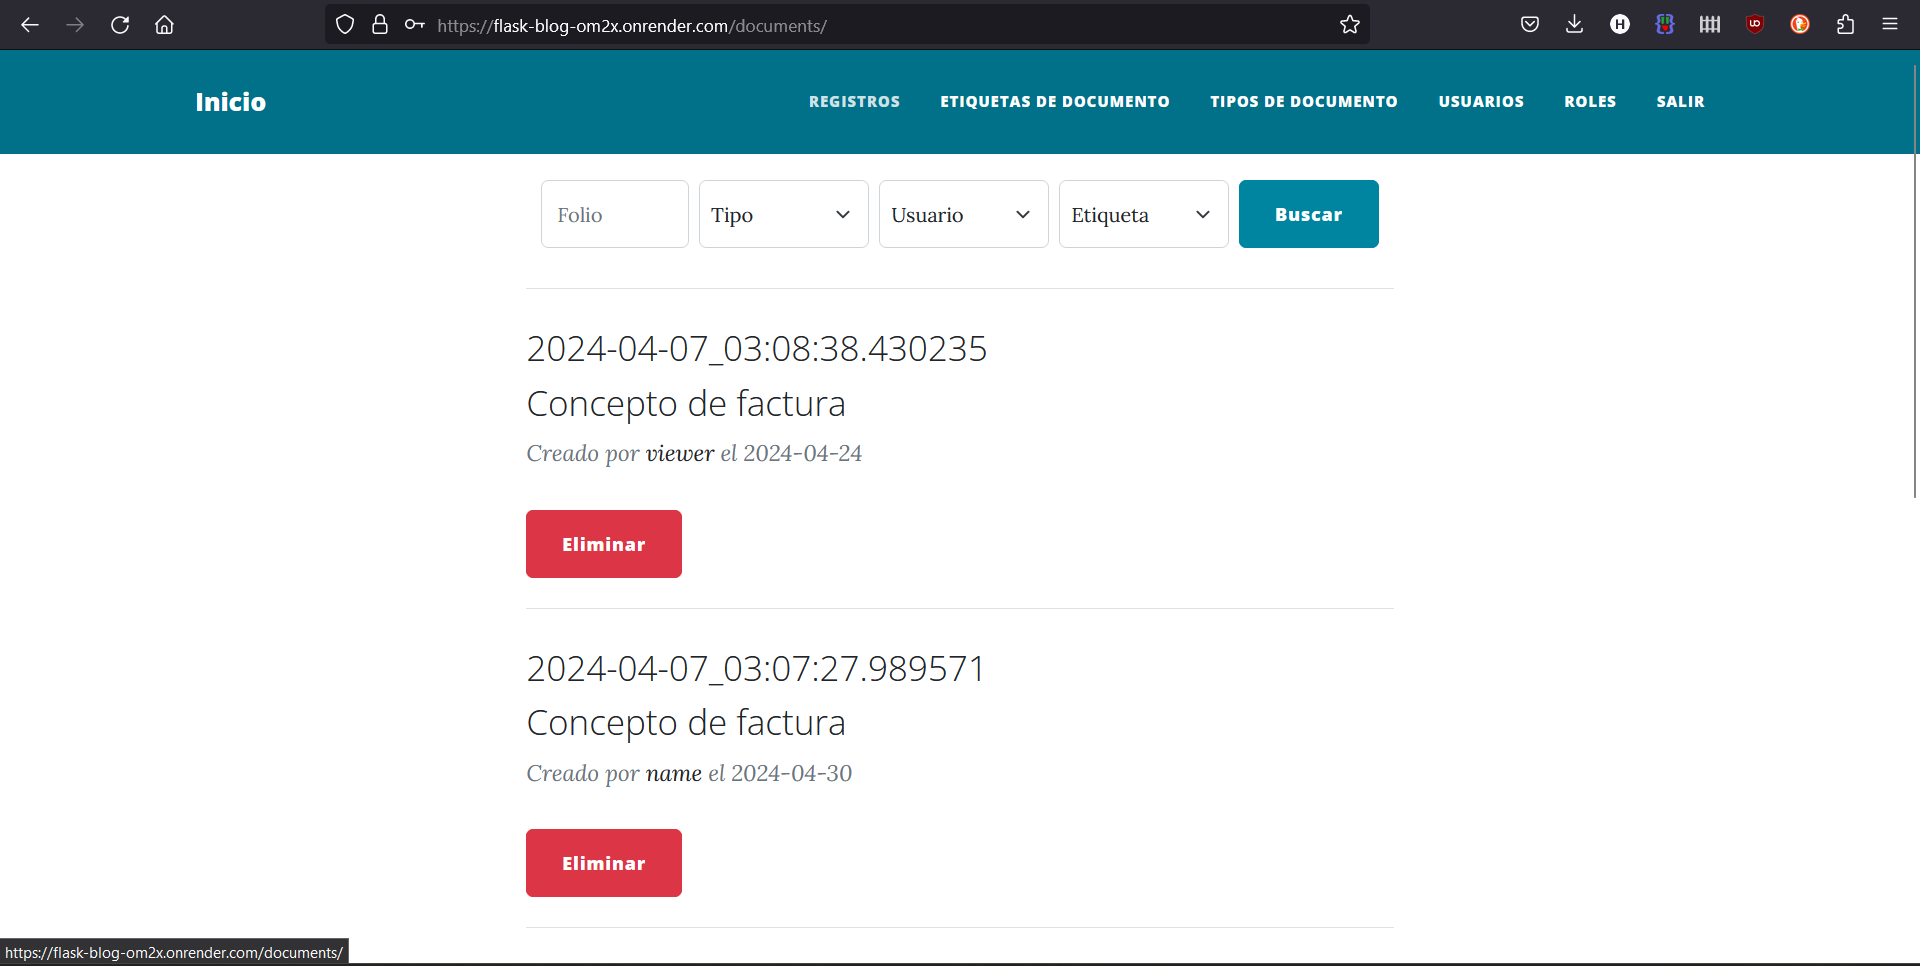 https://flask-blog-om2x.onrender.com/documents/
Inicio
REGISTROS
ETIQUETAS DE DOCUMENTO
TIPOS DE DOCUMENTO
USUARIOS
ROLES
SALIR
Folio
Tipo
Usuario
Etiqueta
Buscar
2024-04-07_03:08:38.430235
Concepto de factura
Creado por viewer el 2024-04-24
Eliminar
2024-04-07_03:07:27.989571
Concepto de factura
Creado por name el 2024-04-30
Eliminar
https://flask-blog-om2x.onrender.com/documents/